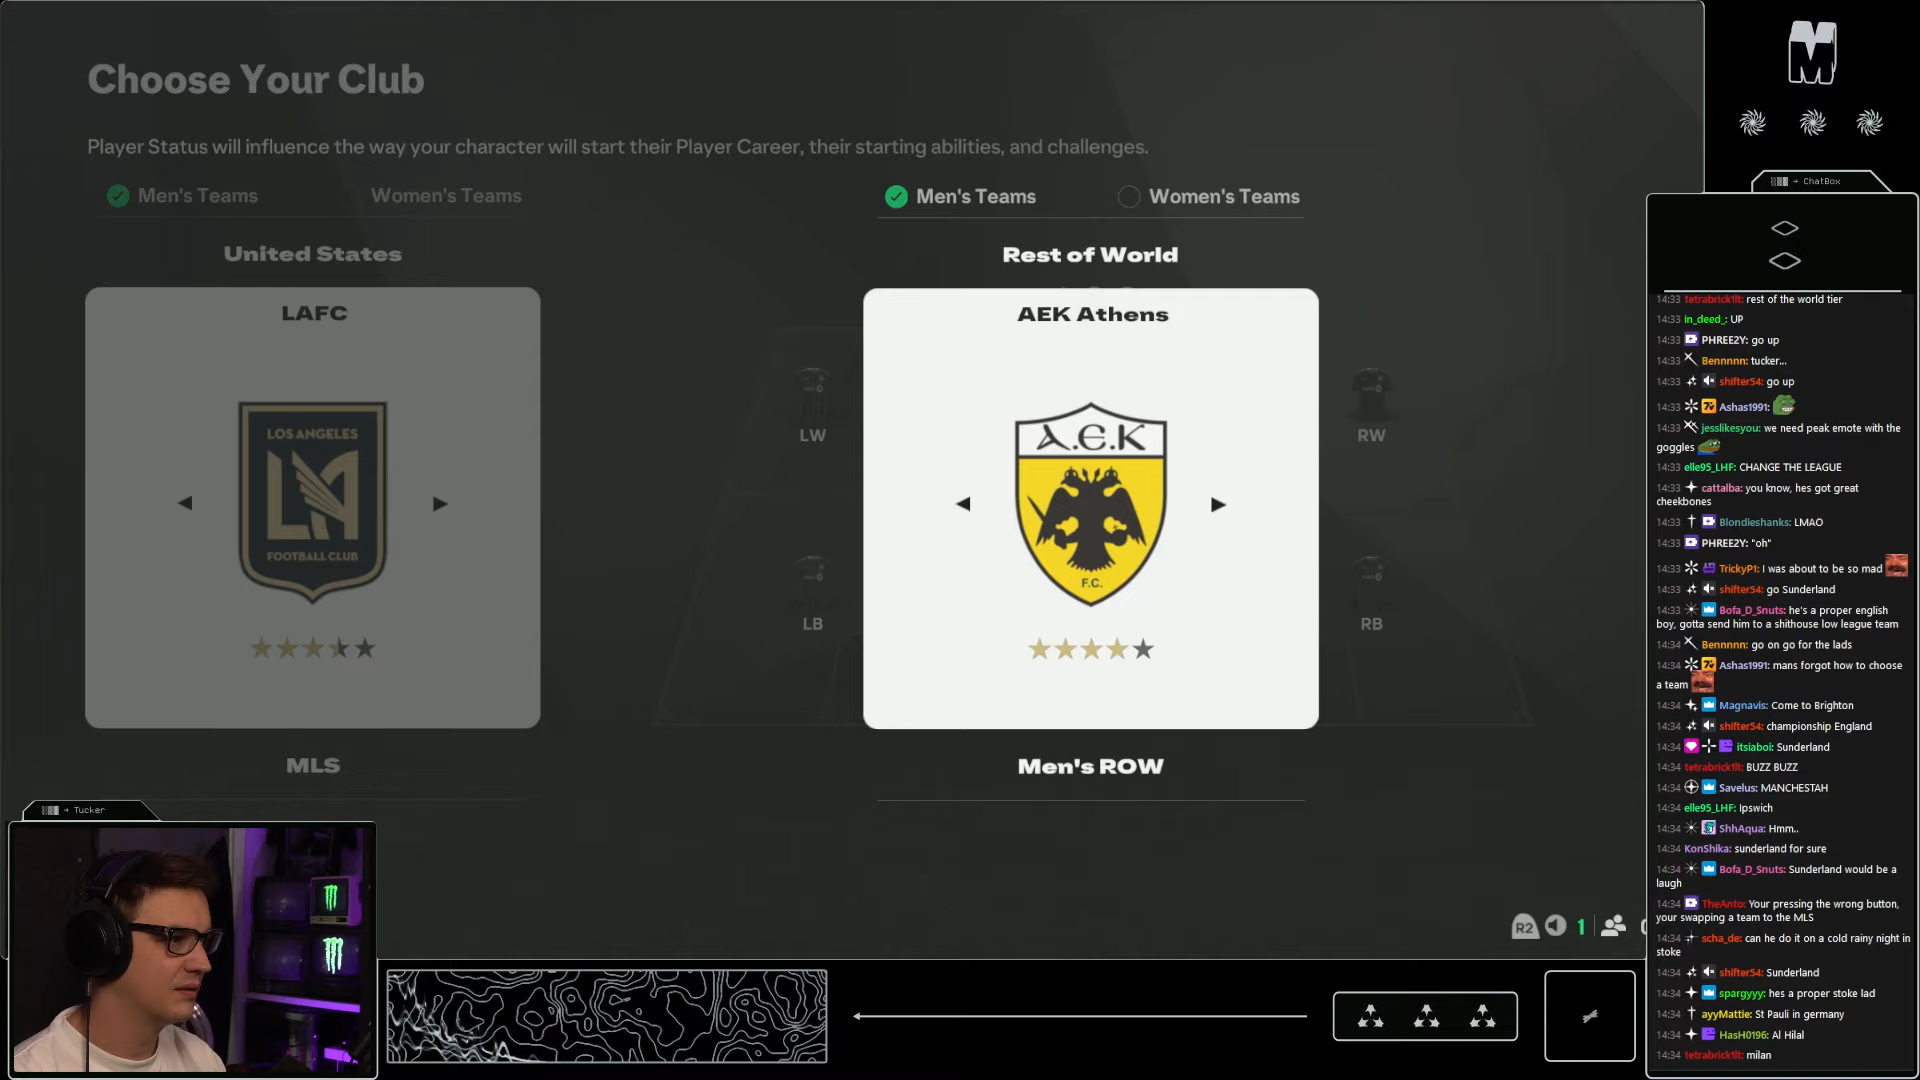 Choose Your Club
Player Status will influence the way your character will start their Player Career, their starting abilities, and challenges.
Men's Teams
Women's Teams
United States
LAFC
LOS ANGELES
FOOTBALL CLUB
MLS
Men's Teams
Women's Teams
Rest of World
AEK Athens
A.E.K
F.C.
Men's ROW
LW
LB
RW
RB
R2
1
Tucker
M
ChatBox
14:33 tetrabrick1lt: rest of the world tier
14:33 in_deed_: UP
14:33 PHREE2Y: go up
14:33 Bennnnn: tucker...
14:33 shifter54: go up
14:33 Ashas1991:
14:33 jesslikesyou: we need peak emote with the
goggles
14:33 elle95_LHF: CHANGE THE LEAGUE
14:33 cattalba: you know, hes got great
cheekbones
14:33 Blondieshanks: LMAO
14:33 PHREE2Y: "oh"
14:33 TrickyP1: I was about to be so mad
14:33 shifter54: go Sunderland
14:33 Bofa_D_Snuts: he's a proper english
boy, gotta send him to a shithouse low league team
14:34 Bennnnn: go on go for the lads
14:34 Ashas1991: mans forgot how to choose
a team
14:34 Magnavis: Come to Brighton
14:34 shifter54: championship England
14:34 itsiaboi: Sunderland
14:34 tetrabrick1lt: BUZZ BUZZ
14:34 Savelus: MANCHESTAH
14:34 elle95_LHF: Ipswich
14:34 ShhAqua: Hmm..
14:34 KonShika: sunderland for sure
14:34 Bofa_D_Snuts: Sunderland would be a
laugh
14:34 TheAnto: Your pressing the wrong button,
your swapping a team to the MLS
14:34 scha_de: can he do it on a cold rainy night in
stoke
14:34 shifter54: Sunderland
14:34 spargyyy: hes a proper stoke lad
14:34 ayyMattie: St Pauli in germany
14:34 HasH0196: Al Hilal
14:34 tetrabrick1lt: milan